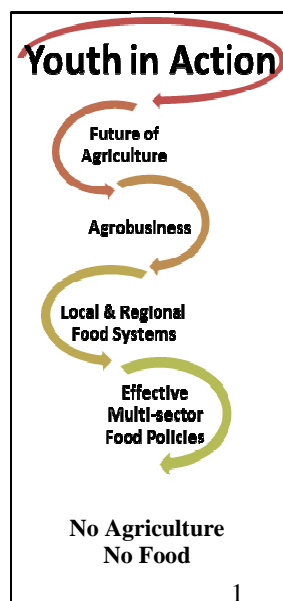 Youth in Action
Future of
Agriculture
Agrobusiness
Local & Regional
Food Systems
Effective
Multi-sector
Food Policies
No Agriculture
No Food
1